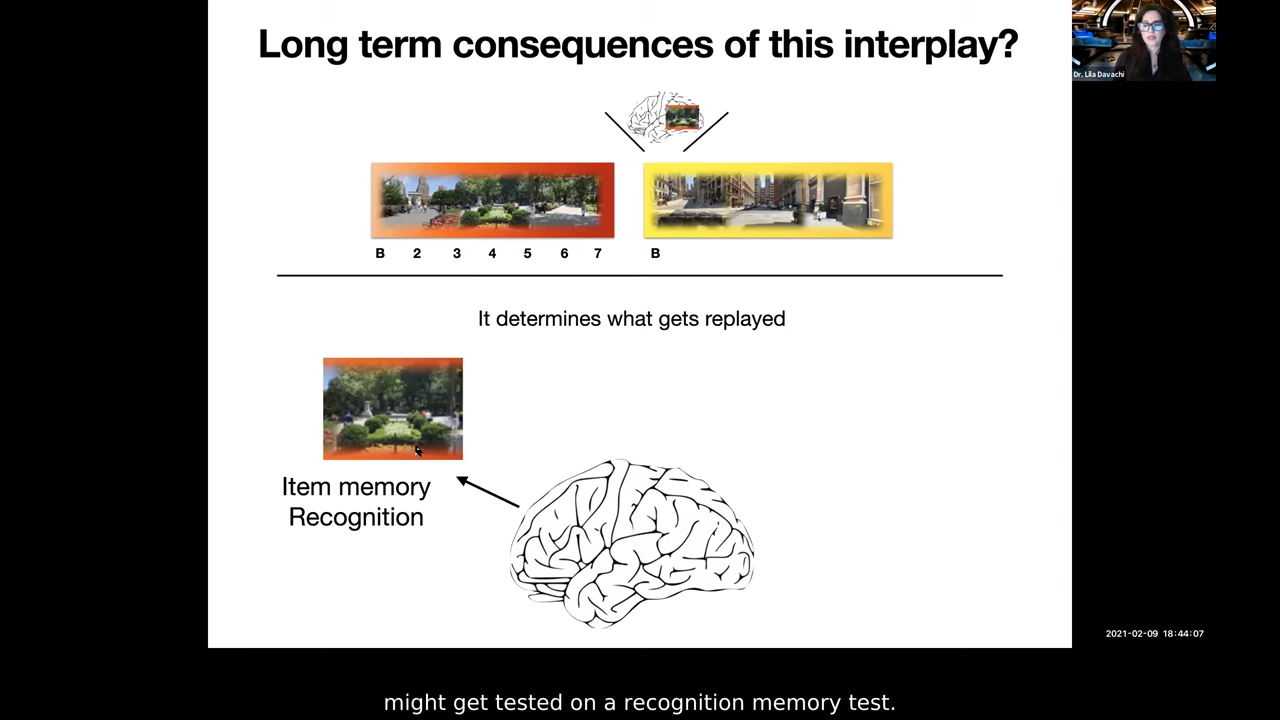 Long term consequences of this interplay?
Dr. Lila Davachi
B 2 3 4 5 6 7 B
It determines what gets replayed
Item memory
Recognition
2021-02-09 18:44:07
might get tested on a recognition memory test.